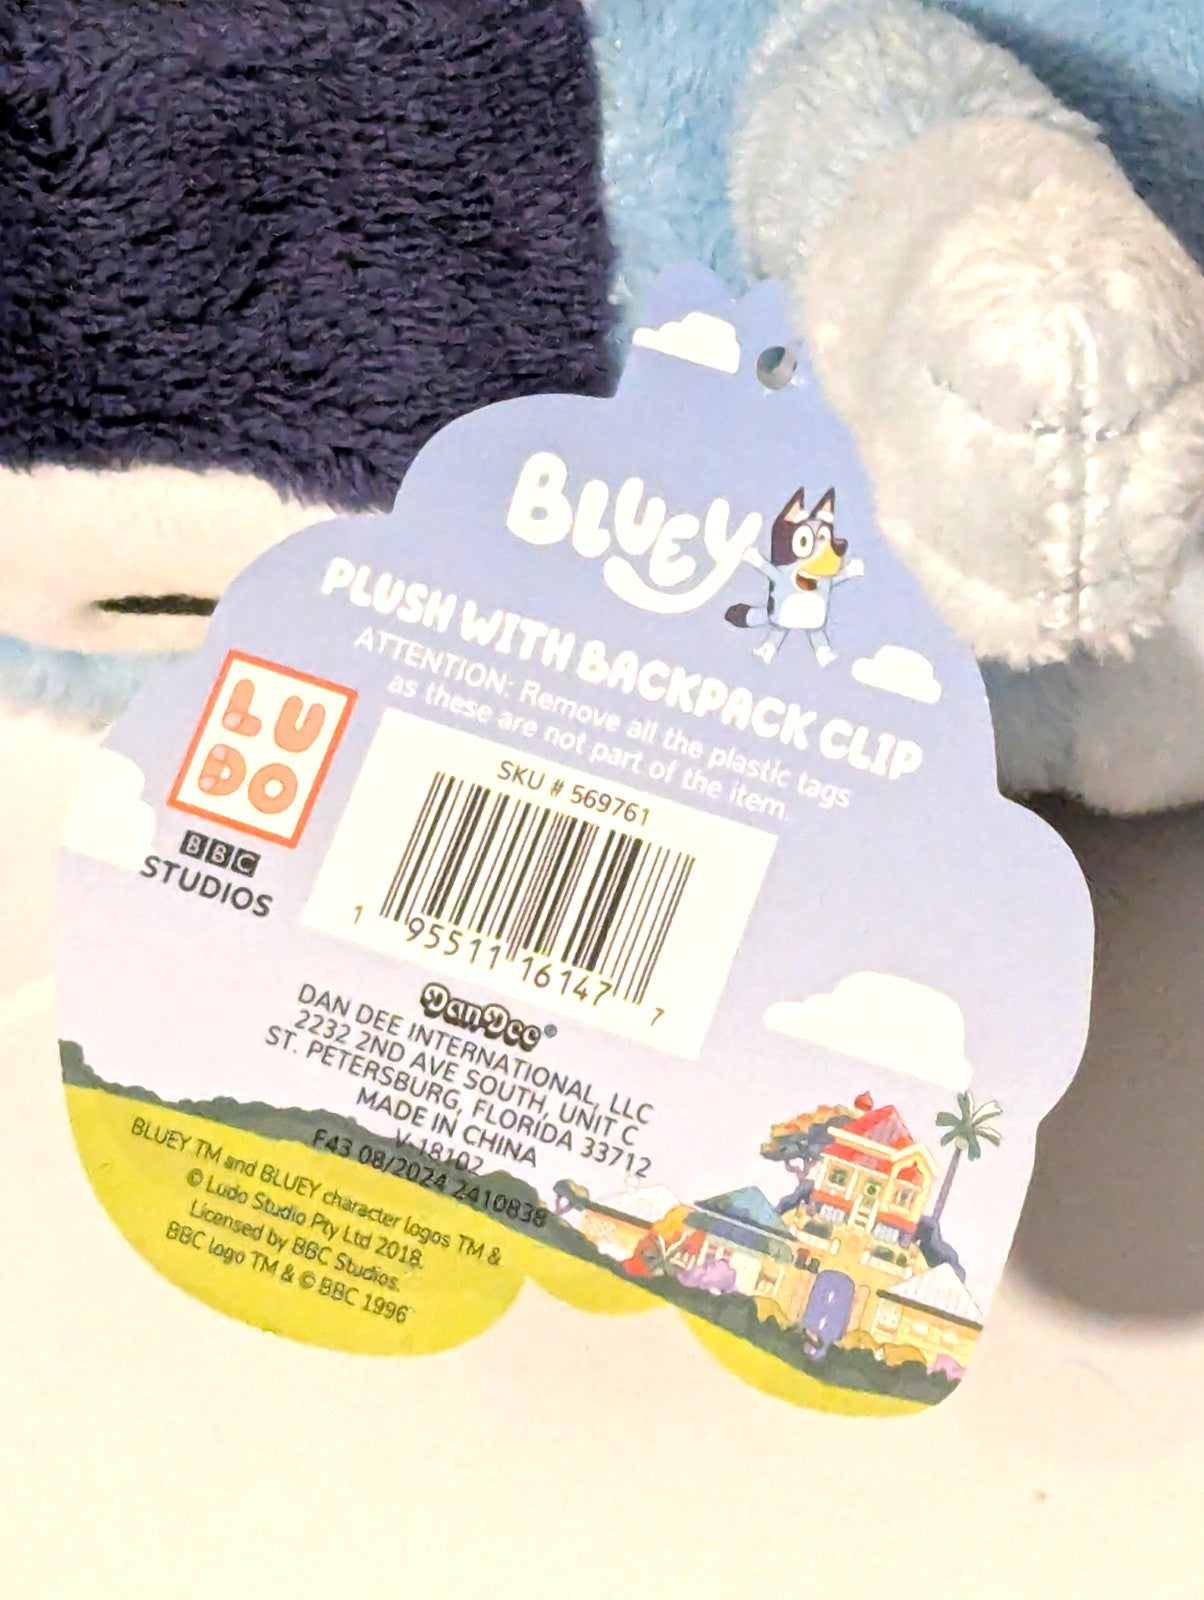 BLUEY
PLUSH WITH BACKPACK CLIP
ATTENTION: Remove all the plastic tags
as these are not part of the item.
LU
DO
BBC
STUDIOS
SKU # 569761
1 95511 16147 7
DanDee®
DAN DEE INTERNATIONAL, LLC
2232 2ND AVE SOUTH, UNIT C
ST. PETERSBURG, FLORIDA 33712
MADE IN CHINA
V-18102
F43 08/2024 2410838
BLUEY TM and BLUEY character logos TM &
© Ludo Studio Pty Ltd 2018.
Licensed by BBC Studios.
BBC logo TM & © BBC 1996